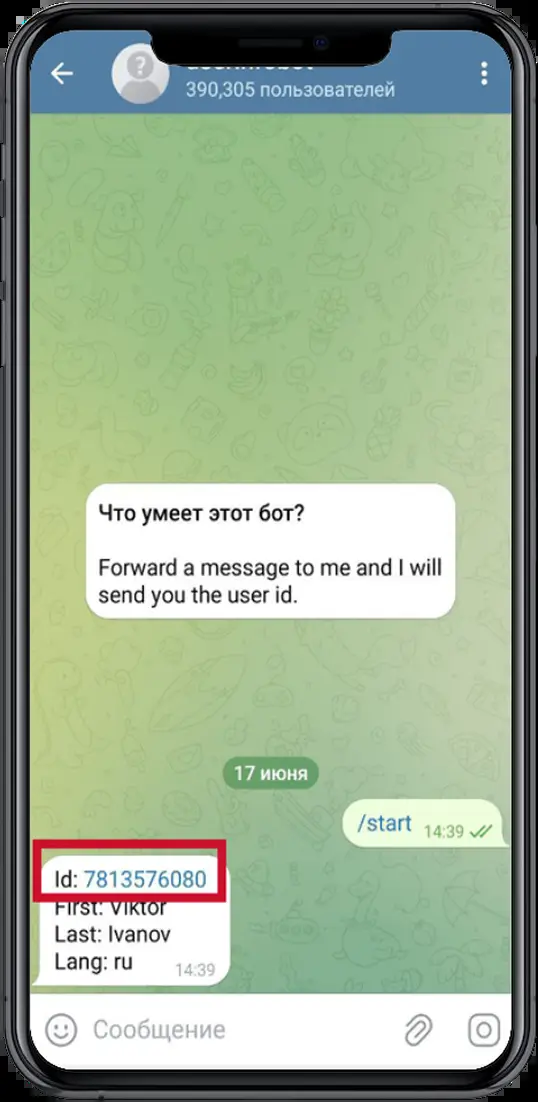 390,305 пользователей
Что умеет этот бот?
Forward a message to me and I will
send you the user id.
17 июня
/start 14:39
Id: 7813576080
First: Viktor
Last: Ivanov
Lang: ru 14:39
Сообщение